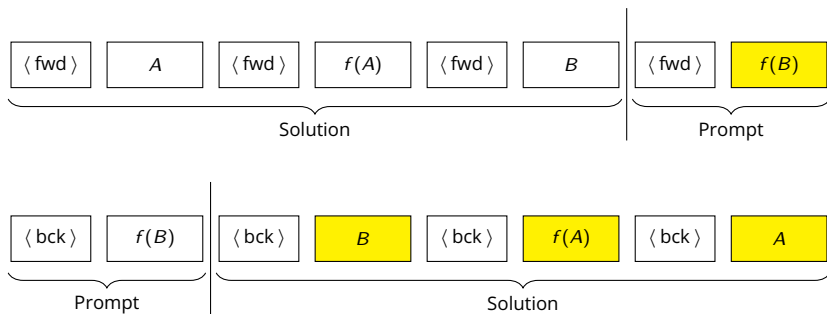 ⟨ fwd ⟩ A ⟨ fwd ⟩ f(A) ⟨ fwd ⟩ B ⟨ fwd ⟩ f(B)
Solution Prompt
⟨ bck ⟩ f(B) ⟨ bck ⟩ B ⟨ bck ⟩ f(A) ⟨ bck ⟩ A
Prompt Solution